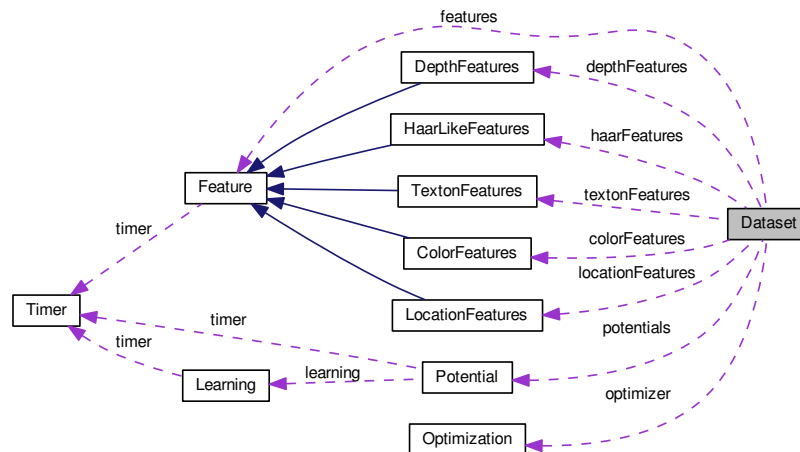 features
DepthFeatures
depthFeatures
HaarLikeFeatures
haarFeatures
Feature
TextonFeatures
textonFeatures
Dataset
timer
ColorFeatures
colorFeatures
locationFeatures
Timer
timer
LocationFeatures
potentials
timer
learning
Potential
Learning
optimizer
Optimization